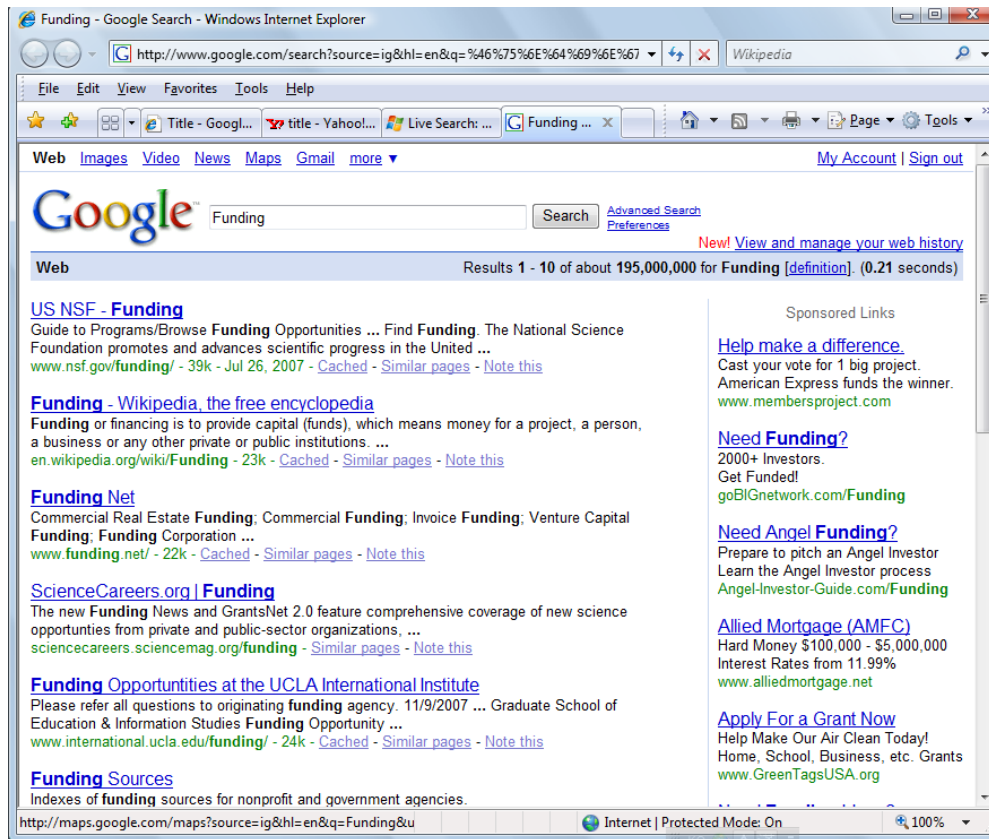 Funding - Google Search - Windows Internet Explorer
http://www.google.com/search?source=ig&hl=en&q=%46%75%6E%64%69%6E%67
Wikipedia
File Edit View Favorites Tools Help
Title - Googl... title - Yahoo!... Live Search: ... Funding ... Page Tools
Web Images Video News Maps Gmail more ▼ My Account | Sign out
Google™ Funding Search Advanced Search
Preferences
New! View and manage your web history
Web Results 1 - 10 of about 195,000,000 for Funding [definition]. (0.21 seconds)
US NSF - Funding
Guide to Programs/Browse Funding Opportunities ... Find Funding. The National Science
Foundation promotes and advances scientific progress in the United ...
www.nsf.gov/funding/ - 39k - Jul 26, 2007 - Cached - Similar pages - Note this
Funding - Wikipedia, the free encyclopedia
Funding or financing is to provide capital (funds), which means money for a project, a person,
a business or any other private or public institutions. ...
en.wikipedia.org/wiki/Funding - 23k - Cached - Similar pages - Note this
Funding Net
Commercial Real Estate Funding; Commercial Funding; Invoice Funding; Venture Capital
Funding; Funding Corporation ...
www.funding.net/ - 22k - Cached - Similar pages - Note this
ScienceCareers.org | Funding
The new Funding News and GrantsNet 2.0 feature comprehensive coverage of new science
opportunties from private and public-sector organizations, ...
sciencecareers.sciencemag.org/funding - Similar pages - Note this
Funding Opportuntities at the UCLA International Institute
Please refer all questions to originating funding agency. 11/9/2007 ... Graduate School of
Education & Information Studies Funding Opportunity ...
www.international.ucla.edu/funding/ - 24k - Cached - Similar pages - Note this
Funding Sources
Indexes of funding sources for nonprofit and government agencies.
Sponsored Links
Help make a difference.
Cast your vote for 1 big project.
American Express funds the winner.
www.membersproject.com
Need Funding?
2000+ Investors.
Get Funded!
goBIGnetwork.com/Funding
Need Angel Funding?
Prepare to pitch an Angel Investor
Learn the Angel Investor process
Angel-Investor-Guide.com/Funding
Allied Mortgage (AMFC)
Hard Money $100,000 - $5,000,000
Interest Rates from 11.99%
www.alliedmortgage.net
Apply For a Grant Now
Help Make Our Air Clean Today!
Home, School, Business, etc. Grants
www.GreenTagsUSA.org
http://maps.google.com/maps?source=ig&hl=en&q=Funding&u Internet | Protected Mode: On 100%